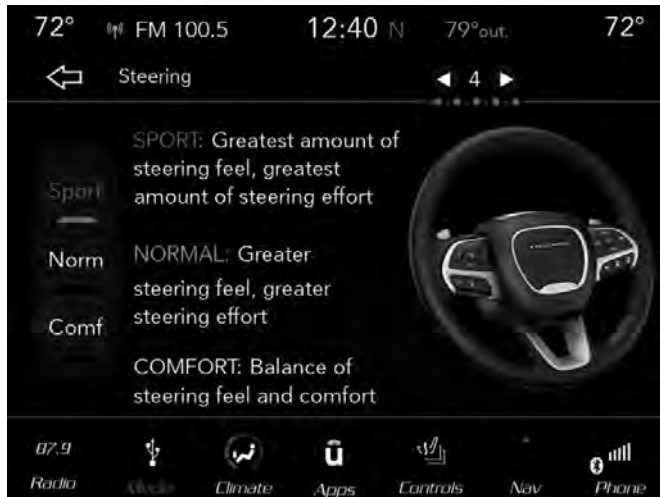 72° FM 100.5 12:40 N 79°out. 72°
Steering
4
SPORT: Greatest amount of
steering feel, greatest
amount of steering effort
Sport
Norm
Comf
NORMAL: Greater
steering feel, greater
steering effort
COMFORT: Balance of
steering feel and comfort
87.9
Radio Media Climate Apps Controls Nav Phone